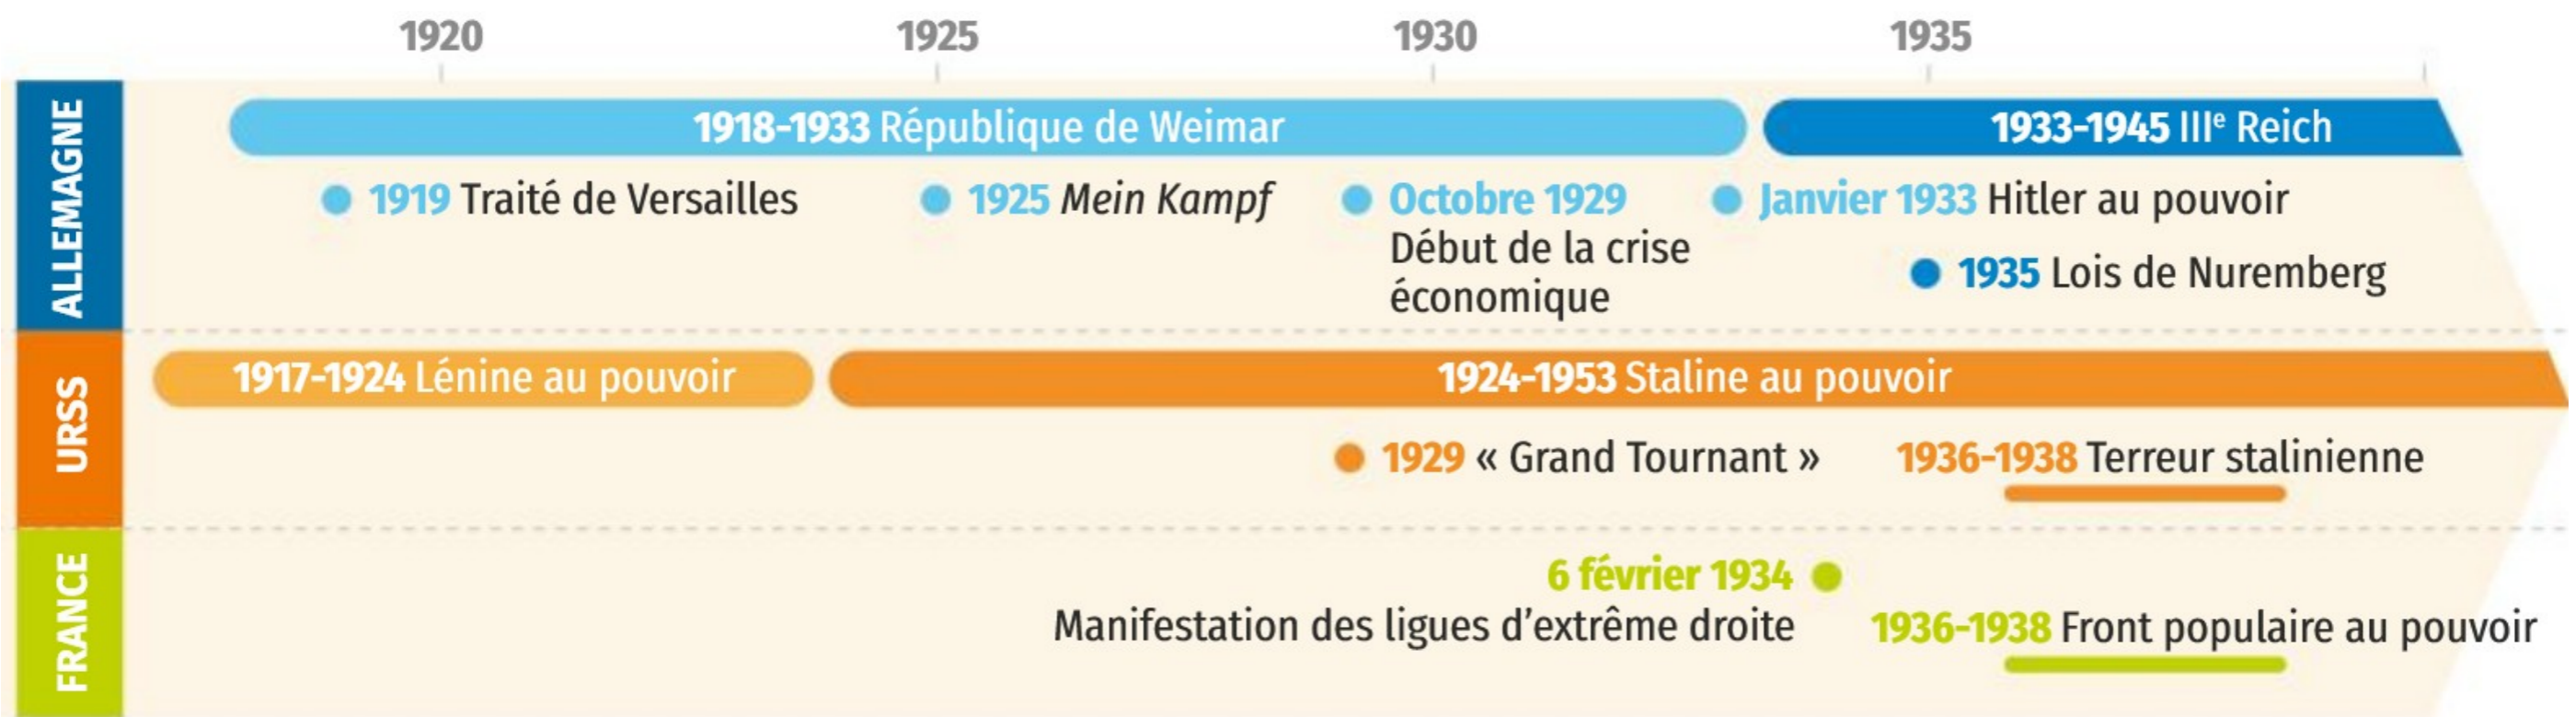 1920 1925 1930 1935
ALLEMAGNE
1918-1933 République de Weimar
1933-1945 IIIe Reich
1919 Traité de Versailles
1925 Mein Kampf
Octobre 1929
Début de la crise
économique
Janvier 1933 Hitler au pouvoir
1935 Lois de Nuremberg
URSS
1917-1924 Lénine au pouvoir
1924-1953 Staline au pouvoir
1929 « Grand Tournant »
1936-1938 Terreur stalinienne
FRANCE
6 février 1934
Manifestation des ligues d'extrême droite
1936-1938 Front populaire au pouvoir